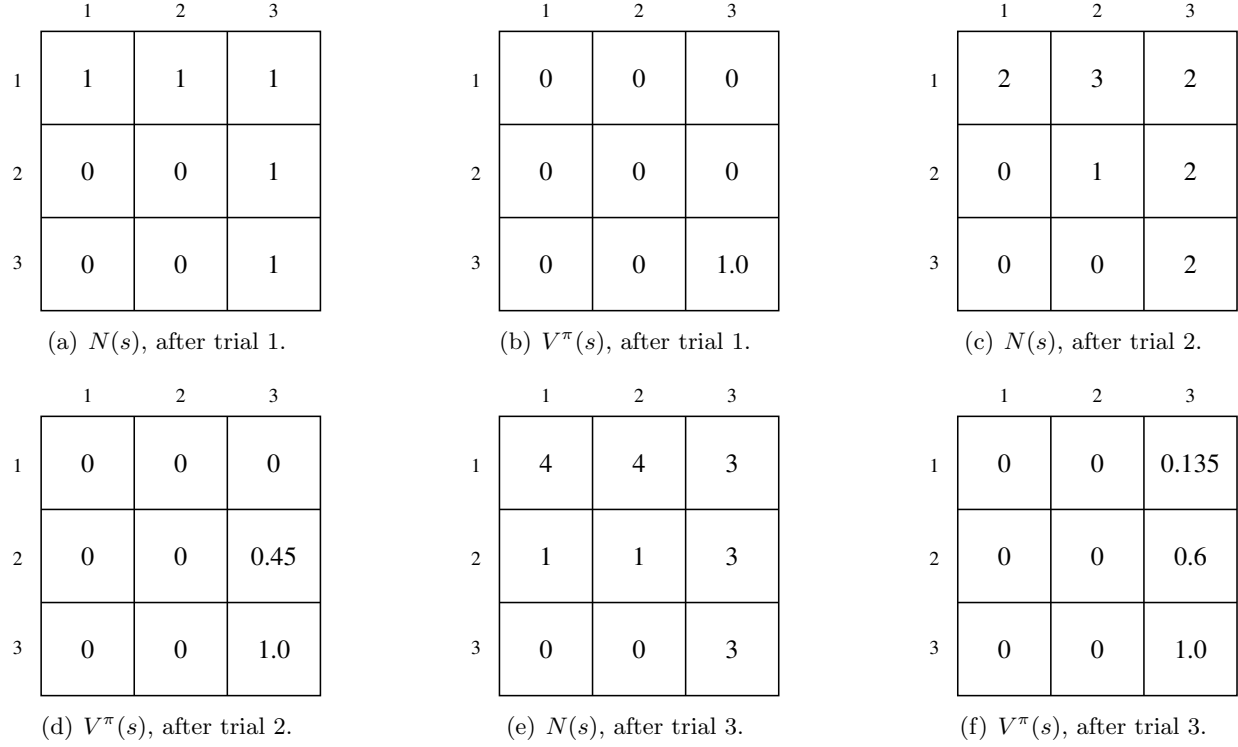 1 2 3
1 1 1 1
2 0 0 1
3 0 0 1
(a) N(s), after trial 1.
1 2 3
1 0 0 0
2 0 0 0
3 0 0 1.0
(b) V^π(s), after trial 1.
1 2 3
1 2 3 2
2 0 1 2
3 0 0 2
(c) N(s), after trial 2.
1 2 3
1 0 0 0
2 0 0 0.45
3 0 0 1.0
(d) V^π(s), after trial 2.
1 2 3
1 4 4 3
2 1 1 3
3 0 0 3
(e) N(s), after trial 3.
1 2 3
1 0 0 0.135
2 0 0 0.6
3 0 0 1.0
(f) V^π(s), after trial 3.